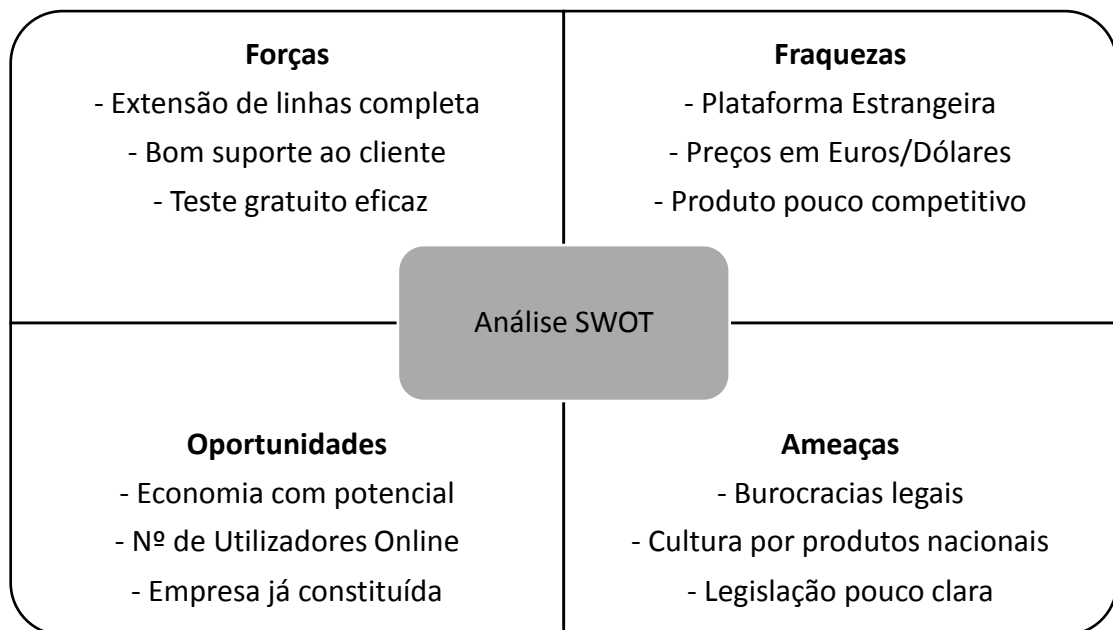 Forças
- Extensão de linhas completa
- Bom suporte ao cliente
- Teste gratuito eficaz
Fraquezas
- Plataforma Estrangeira
- Preços em Euros/Dólares
- Produto pouco competitivo
Análise SWOT
Oportunidades
- Economia com potencial
- Nº de Utilizadores Online
- Empresa já constituída
Ameaças
- Burocracias legais
- Cultura por produtos nacionais
- Legislação pouco clara